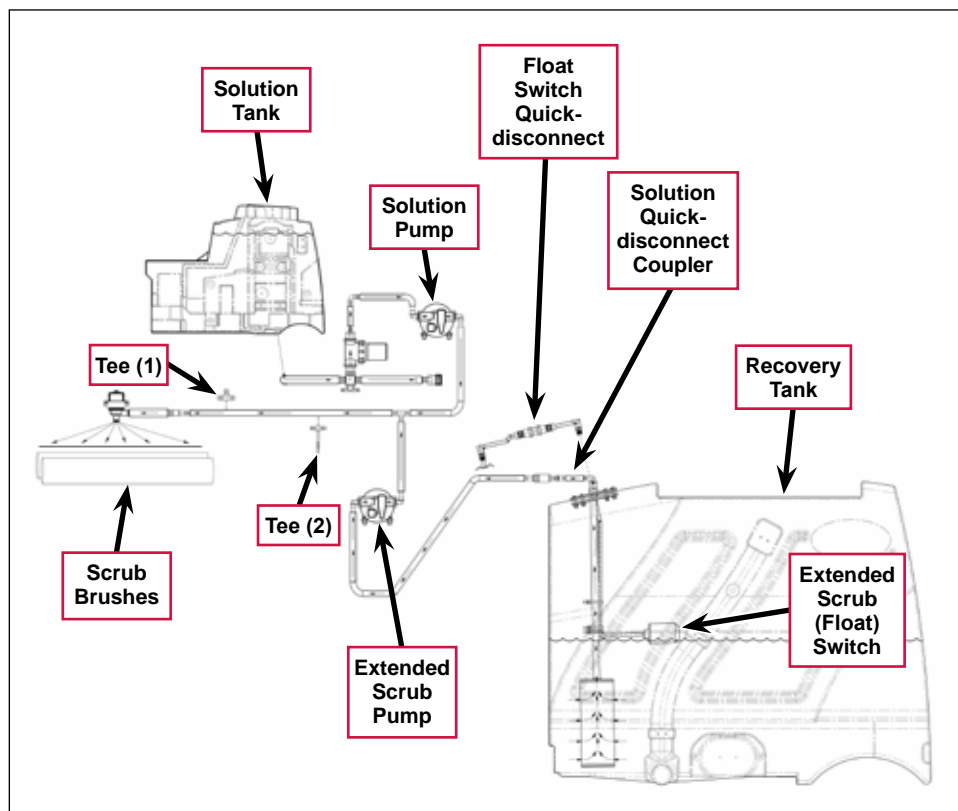 Float
Switch
Quick-
disconnect
Solution
Tank
Solution
Quick-
disconnect
Coupler
Solution
Pump
Tee (1)
Recovery
Tank
Tee (2)
Scrub
Brushes
Extended
Scrub
(Float)
Switch
Extended
Scrub
Pump